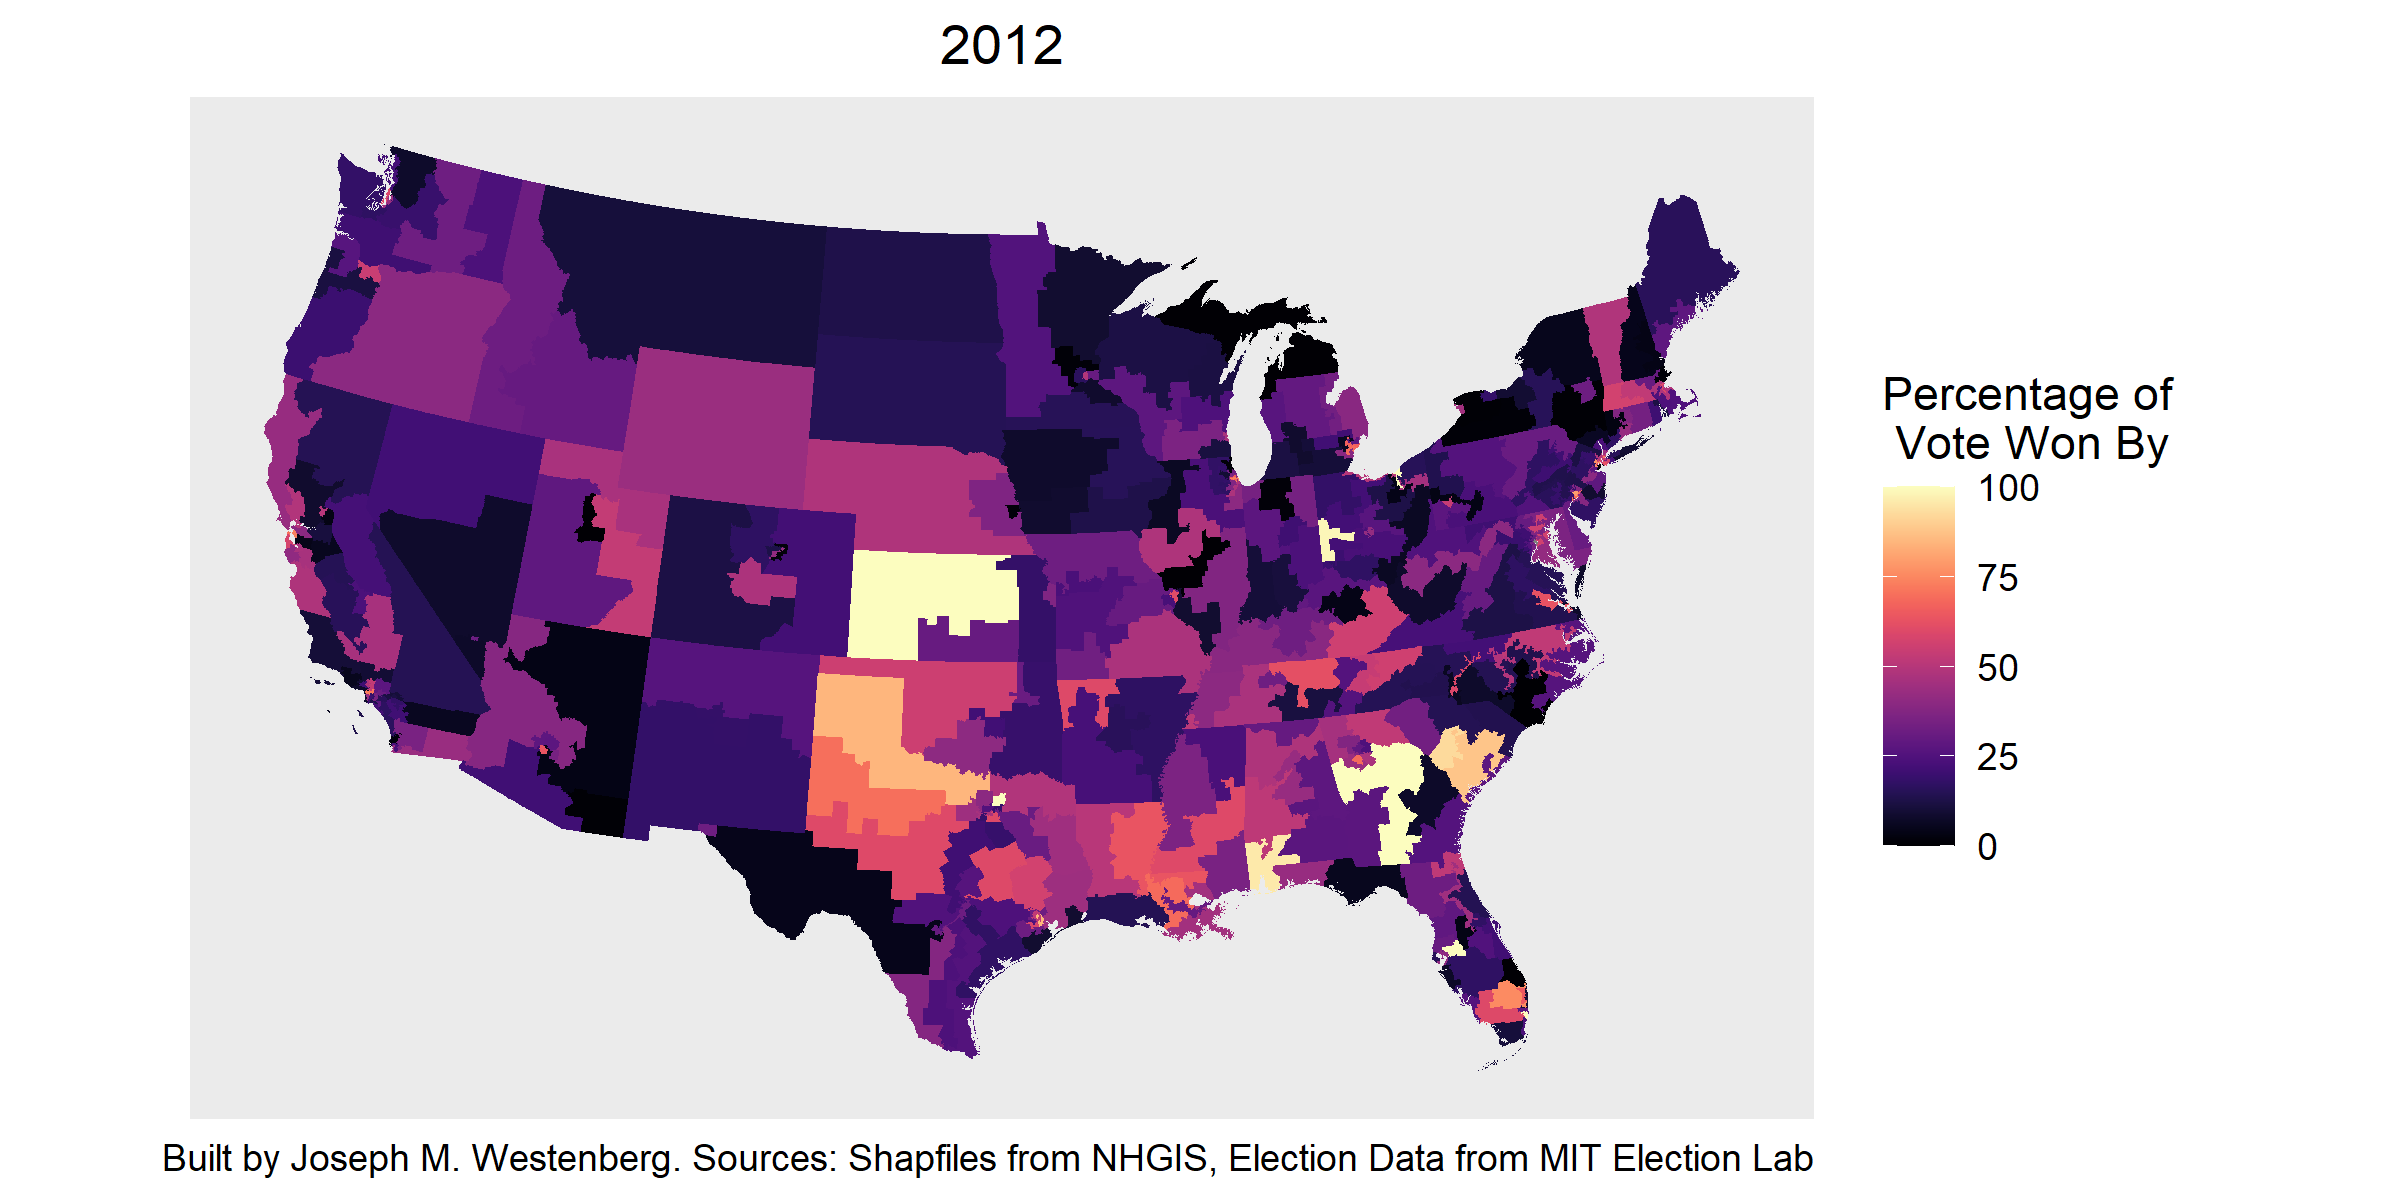 2012
Percentage of
Vote Won By
100
75
50
25
0
Built by Joseph M. Westenberg. Sources: Shapfiles from NHGIS, Election Data from MIT Election Lab